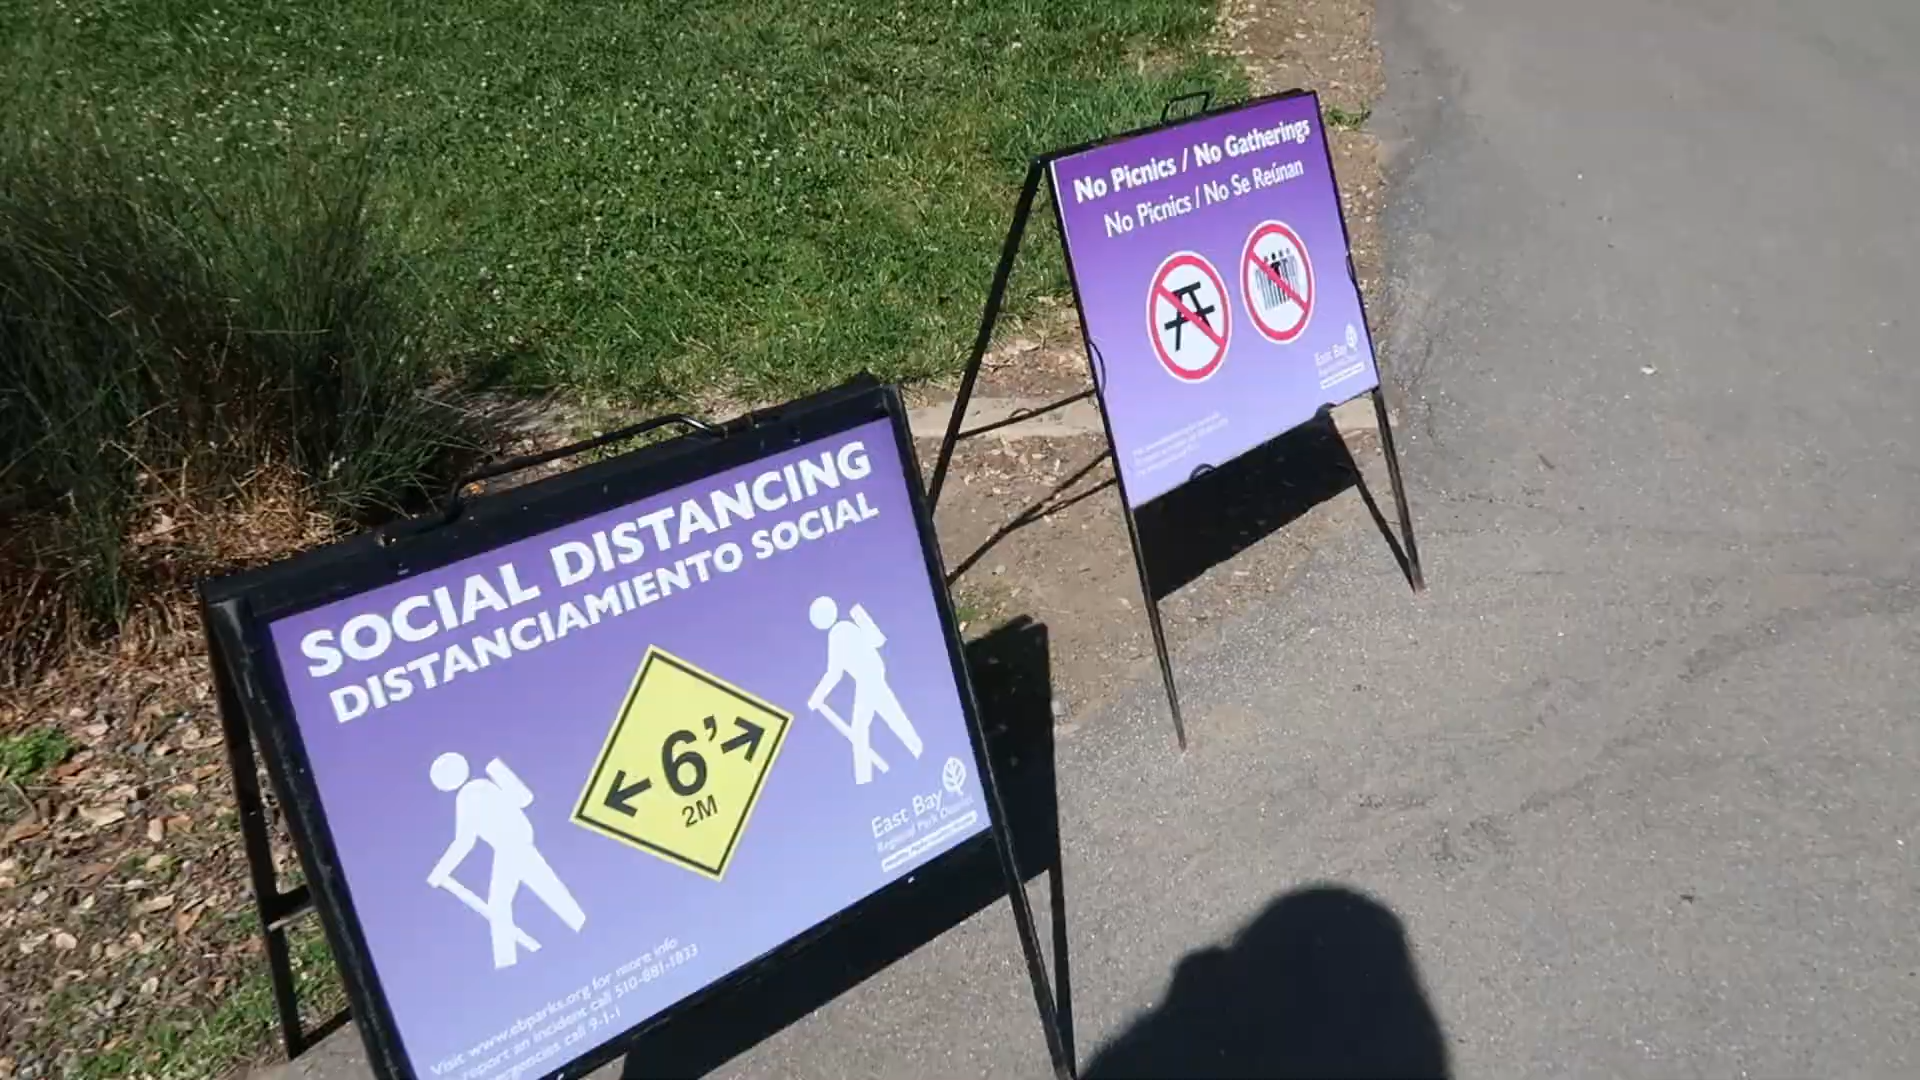 No Picnics / No Gatherings
No Picnics / No Se Reúnan
East Bay
SOCIAL DISTANCING
DISTANCIAMIENTO SOCIAL
6'
2M
East Bay
Regional Park District
Visit www.ebparks.org for more info
report an incident call 510-881-1833
call 9-1-1